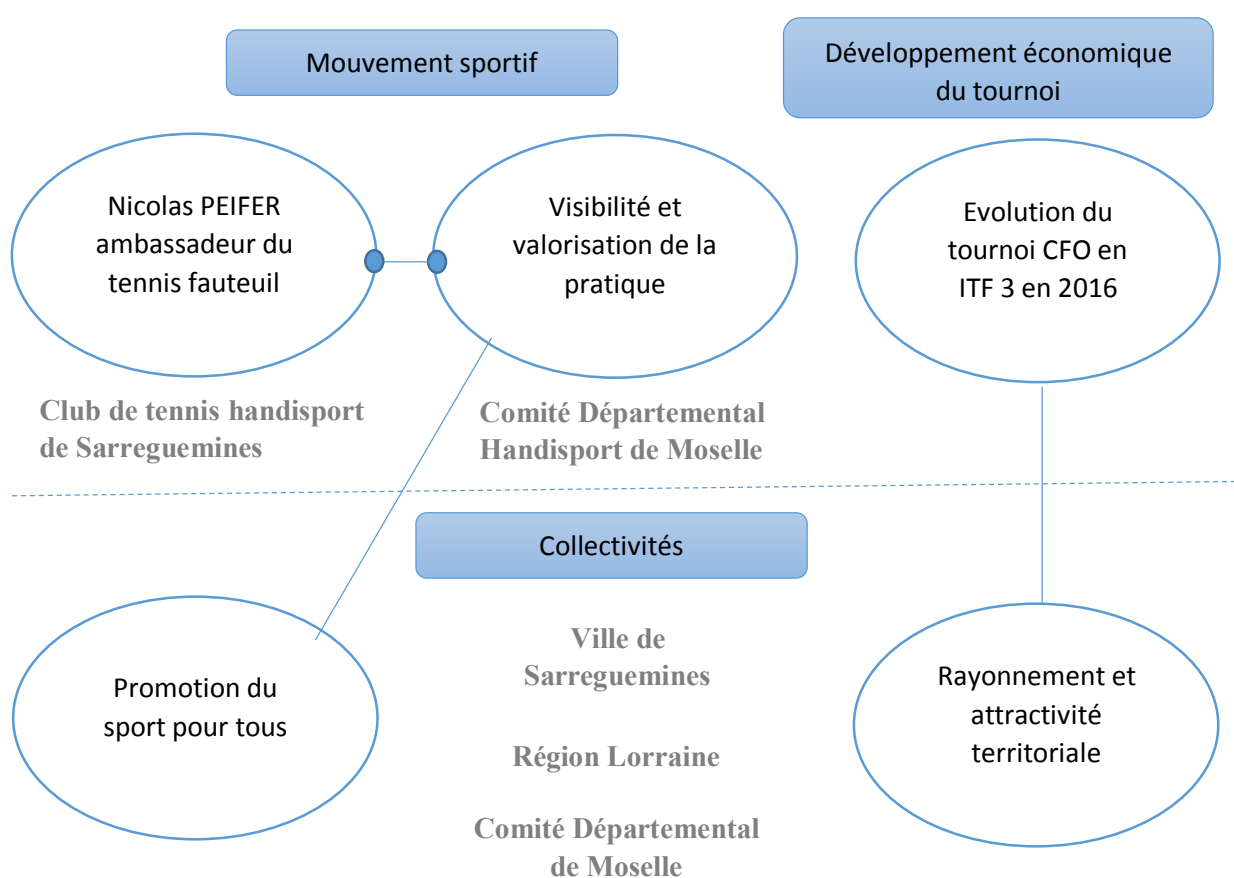 Mouvement sportif
Développement économique
du tournoi
Nicolas PEIFER
ambassadeur du
tennis fauteuil
Visibilité et
valorisation de la
pratique
Evolution du
tournoi CFO en
ITF 3 en 2016
Club de tennis handisport
de Sarreguemines
Comité Départemental
Handisport de Moselle
Collectivités
Promotion du
sport pour tous
Ville de
Sarreguemines
Région Lorraine
Comité Départemental
de Moselle
Rayonnement et
attractivité
territoriale